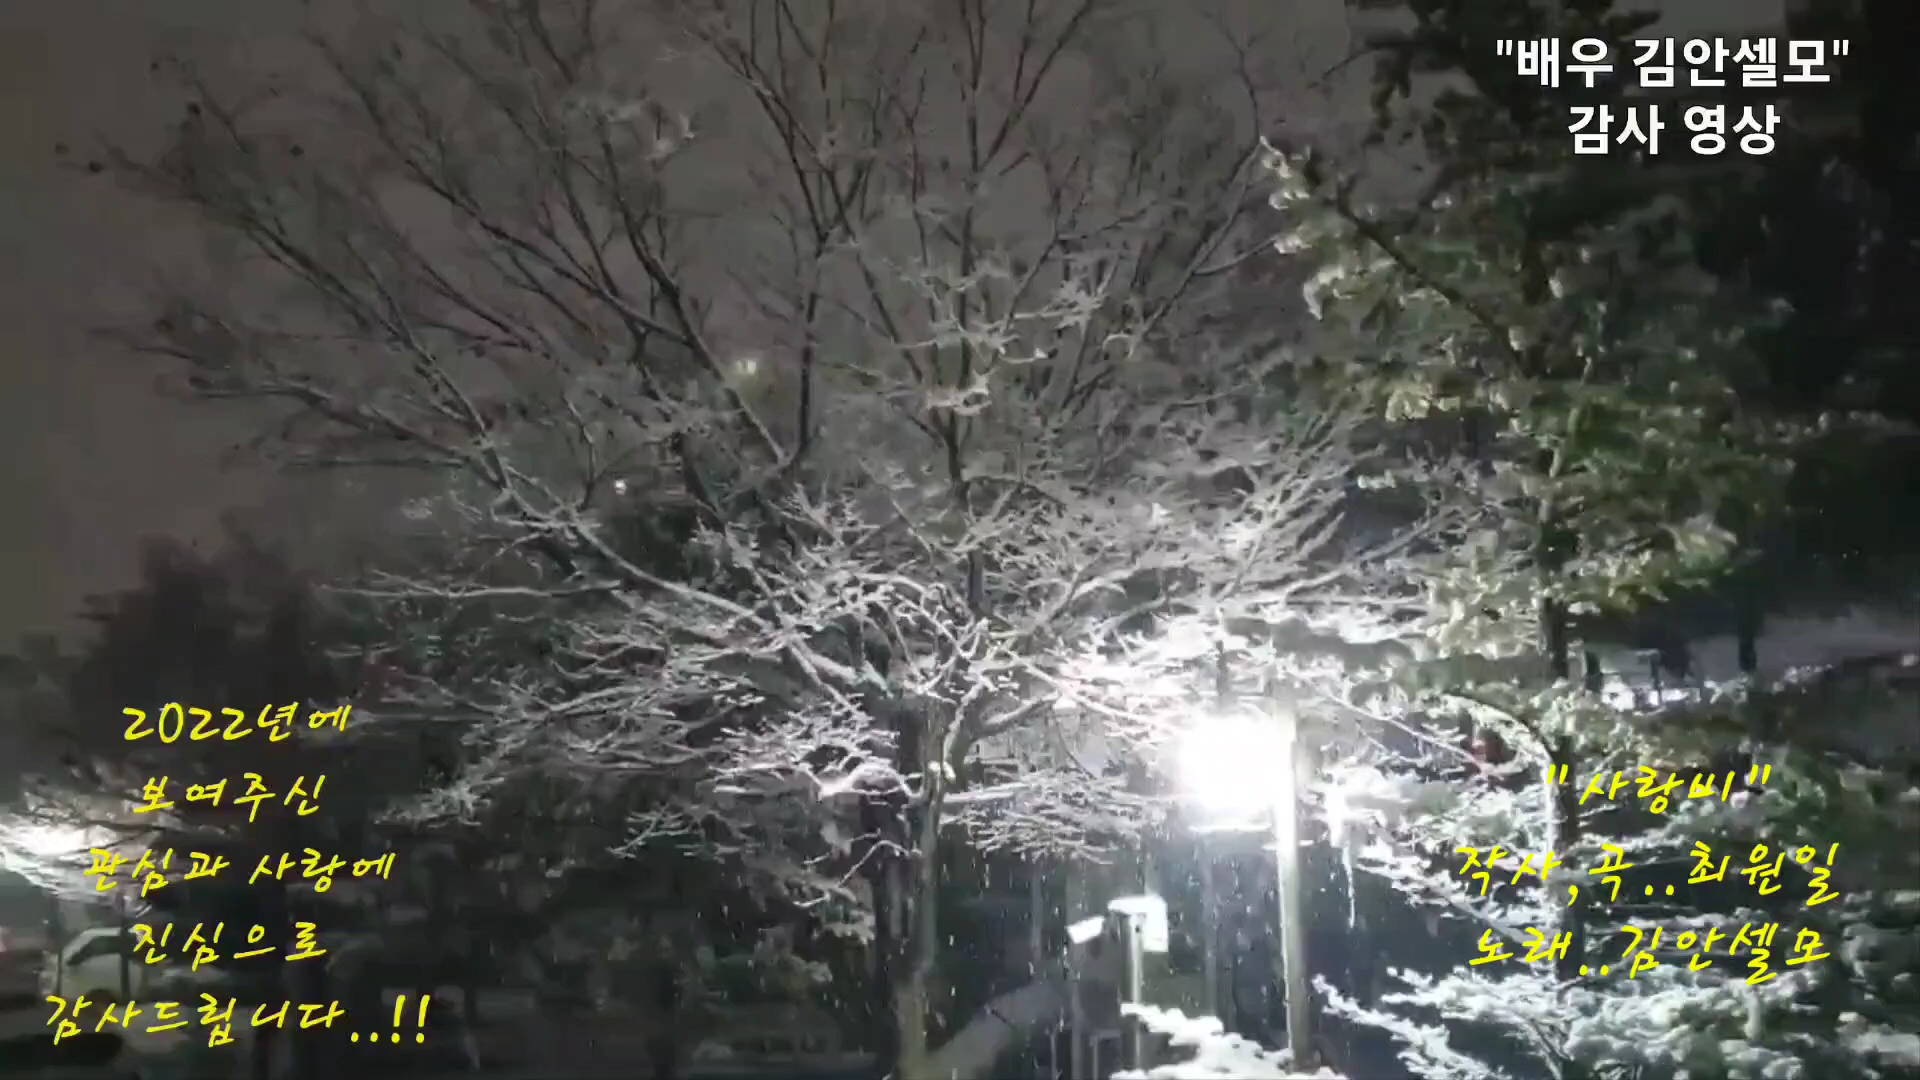 "배우 김안셀모"
감사 영상
2022년에
보여주신
관심과 사랑에
진심으로
감사드립니다..!!
"사랑비"
작사,곡..최원일
노래..김안셀모